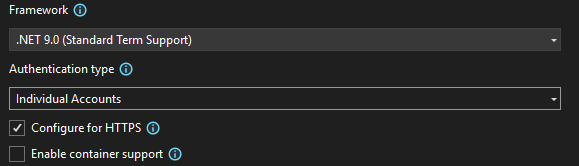 Framework
.NET 9.0 (Standard Term Support)
Authentication type
Individual Accounts
Configure for HTTPS
Enable container support